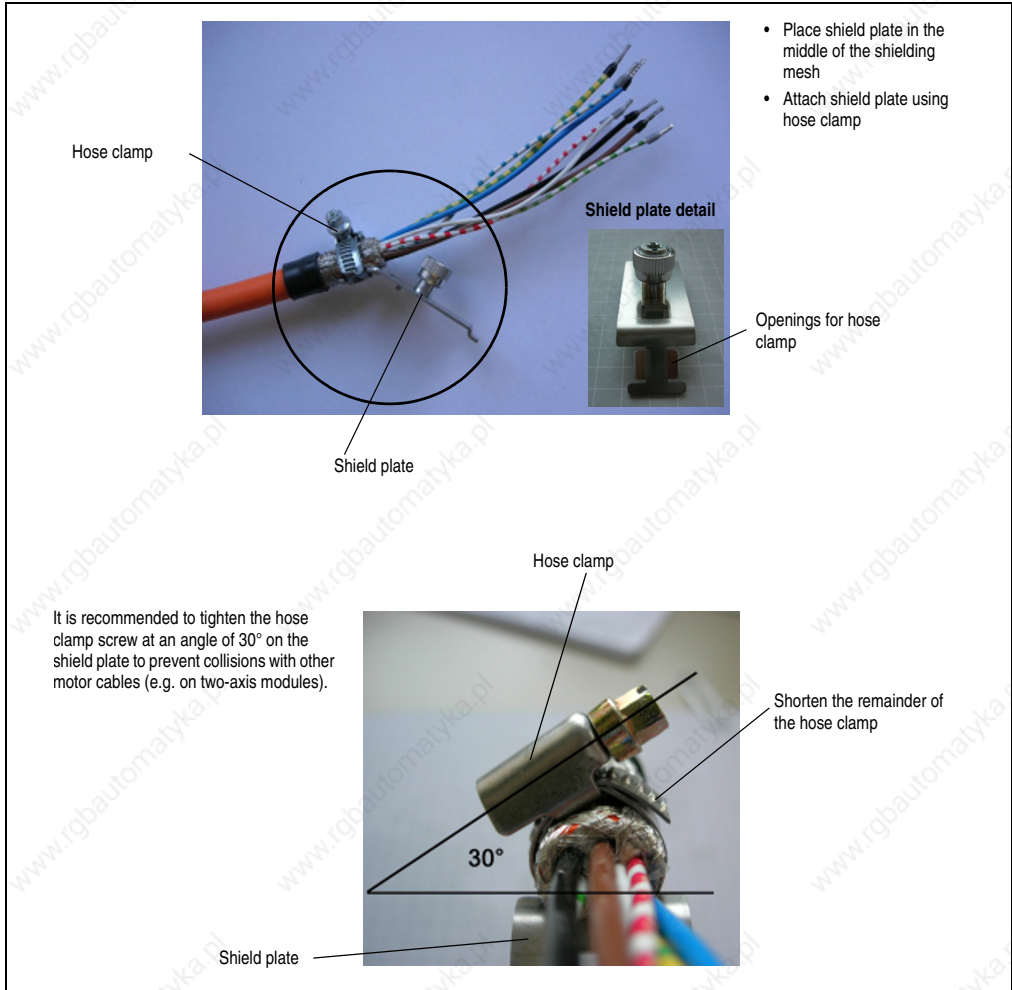 • Place shield plate in the
middle of the shielding
mesh
• Attach shield plate using
hose clamp
Hose clamp
Shield plate detail
Openings for hose
clamp
Shield plate
Hose clamp
It is recommended to tighten the hose
clamp screw at an angle of 30° on the
shield plate to prevent collisions with other
motor cables (e.g. on two-axis modules).
Shorten the remainder of
the hose clamp
30°
Shield plate
www.rgbautomatyka.pl